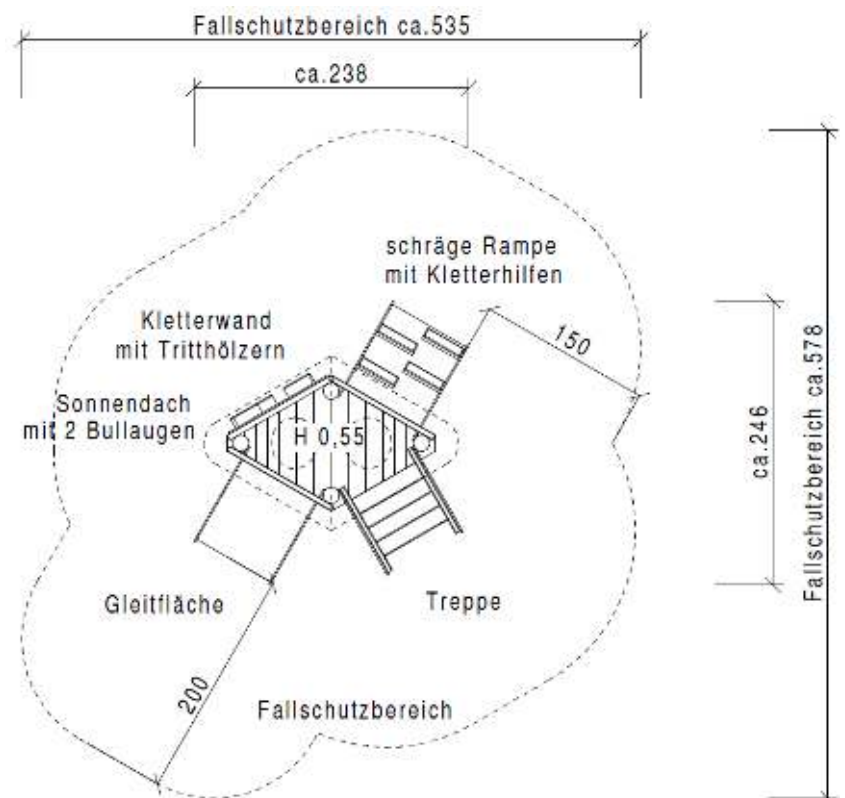 Fallschutzbereich ca.535
ca.238
schräge Rampe
mit Kletterhilfen
Kletterwand
mit Tritthölzern
150
Sonnendach
mit 2 Bullaugen
H 0,55
ca.246
Fallschutzbereich ca.578
Gleitfläche
Treppe
200
Fallschutzbereich